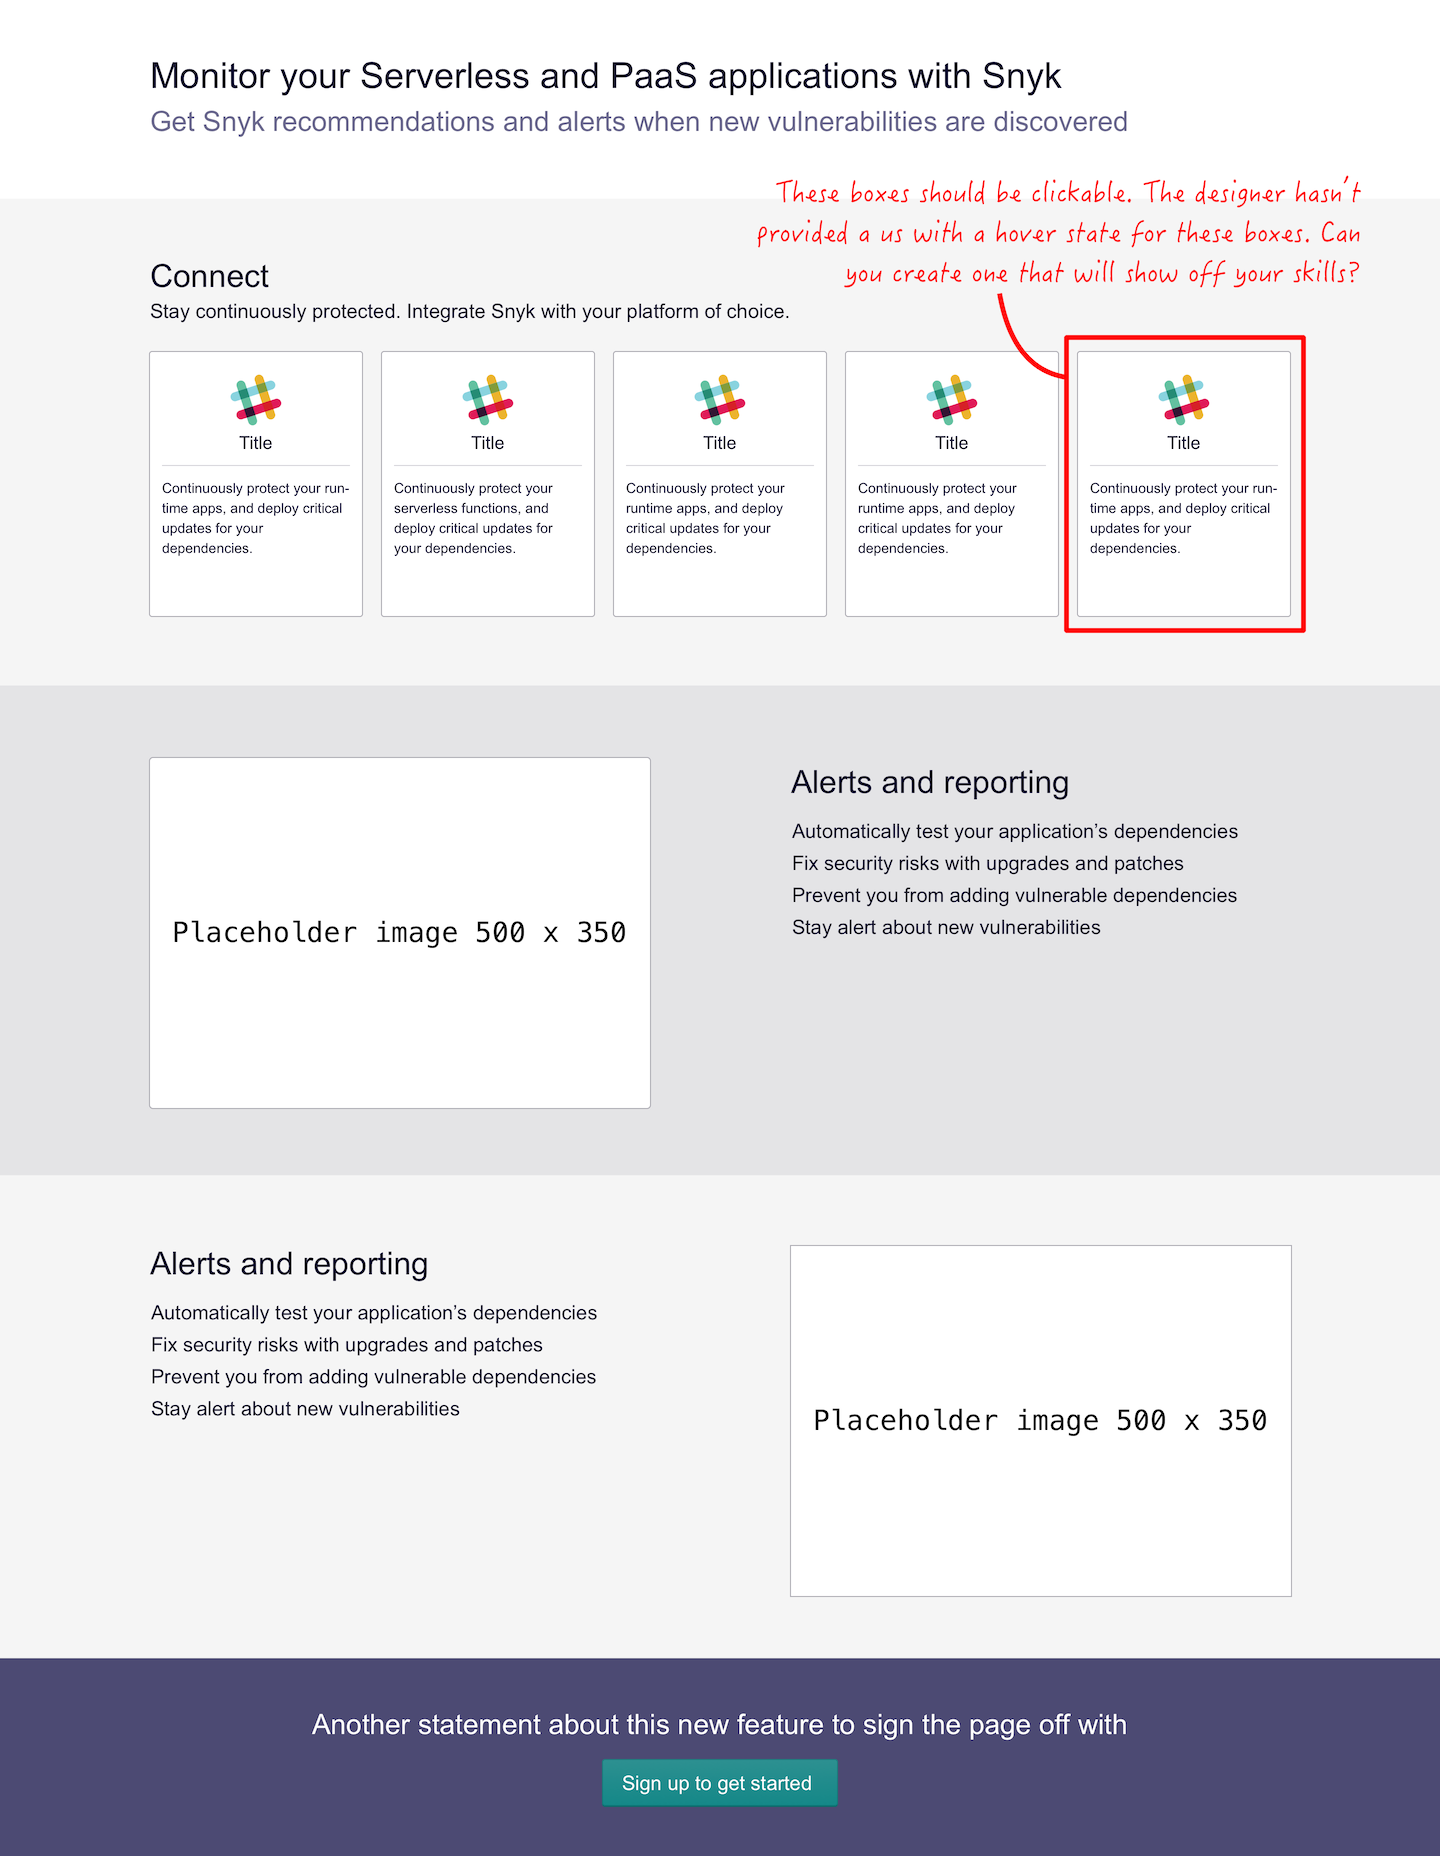 Monitor your Serverless and PaaS applications with Snyk
Get Snyk recommendations and alerts when new vulnerabilities are discovered
These boxes should be clickable. The designer hasn't
provided a us with a hover state for these boxes. Can
you create one that will show off your skills?
Connect
Stay continuously protected. Integrate Snyk with your platform of choice.
Title
Continuously protect your run-
time apps, and deploy critical
updates for your
dependencies.
Title
Continuously protect your
serverless functions, and
deploy critical updates for
your dependencies.
Title
Continuously protect your
runtime apps, and deploy
critical updates for your
dependencies.
Title
Continuously protect your
runtime apps, and deploy
critical updates for your
dependencies.
Title
Continuously protect your run-
time apps, and deploy critical
updates for your
dependencies.
Placeholder image 500 x 350
Alerts and reporting
Automatically test your application’s dependencies
Fix security risks with upgrades and patches
Prevent you from adding vulnerable dependencies
Stay alert about new vulnerabilities
Alerts and reporting
Automatically test your application’s dependencies
Fix security risks with upgrades and patches
Prevent you from adding vulnerable dependencies
Stay alert about new vulnerabilities
Placeholder image 500 x 350
Another statement about this new feature to sign the page off with
Sign up to get started